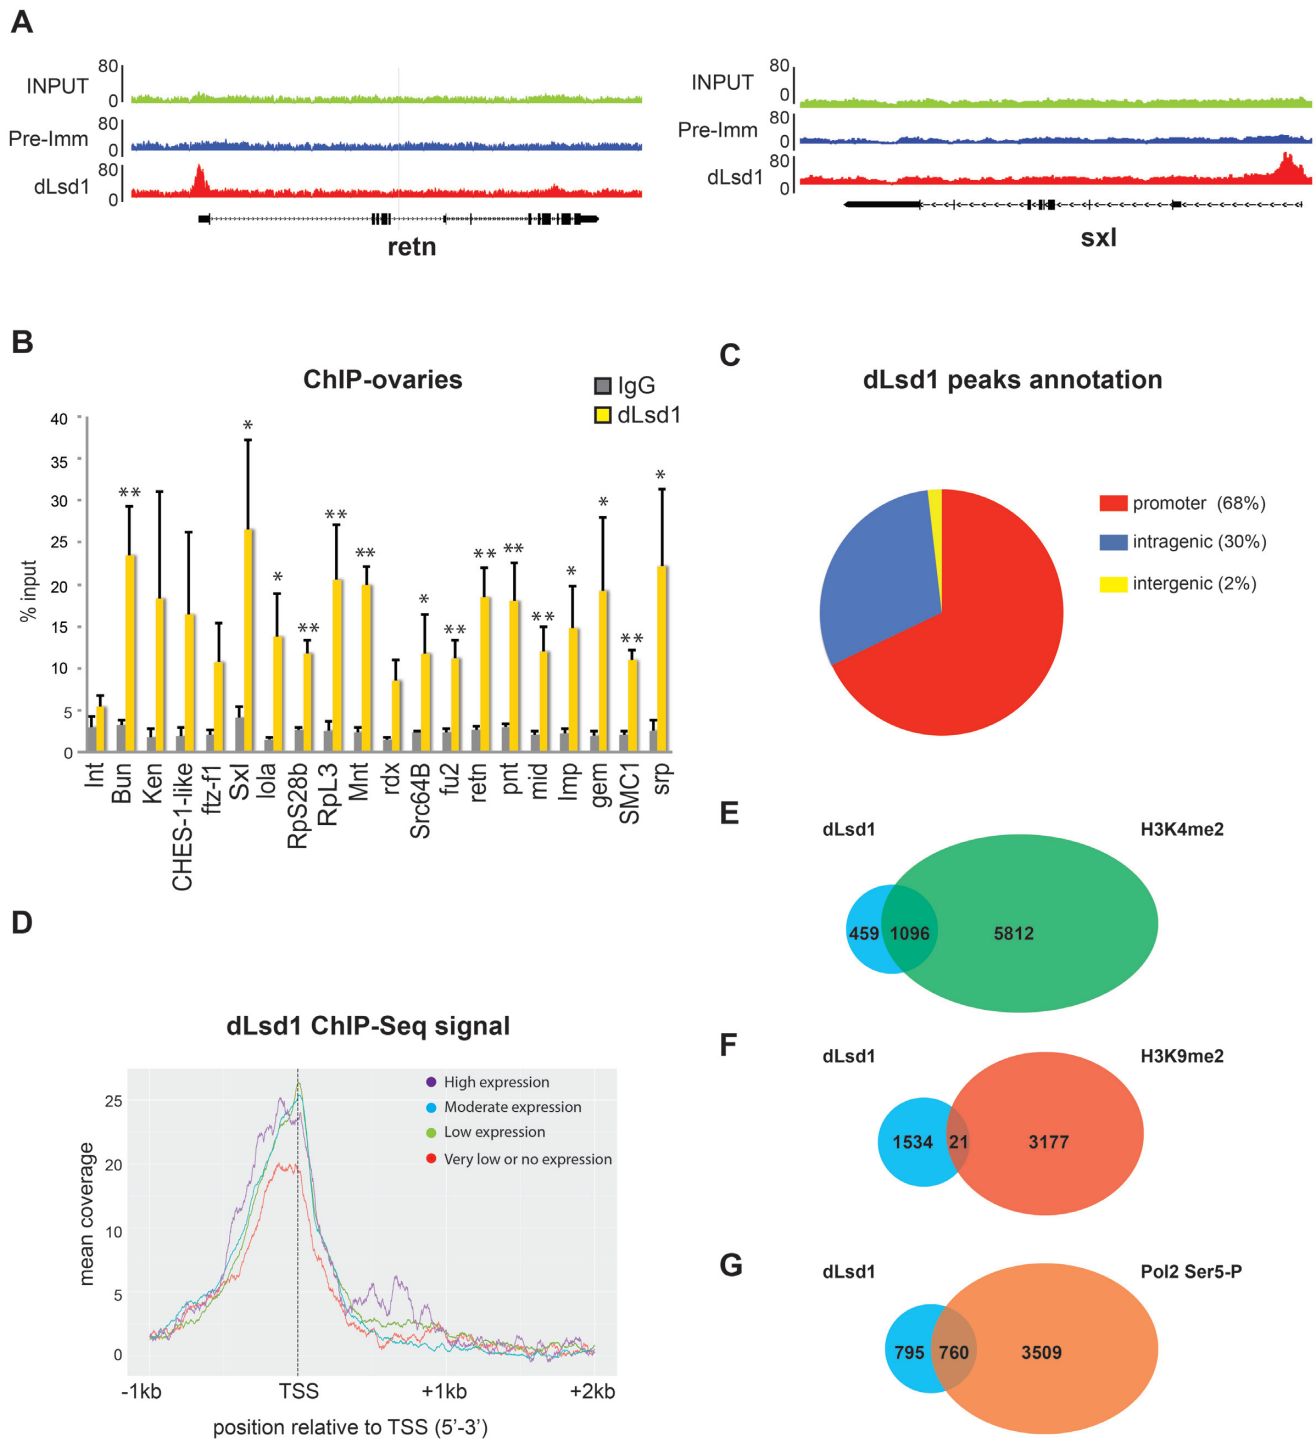 A
INPUT
80
0
Pre-Imm
80
0
dLsd1
80
0
retn
INPUT
80
0
Pre-Imm
80
0
dLsd1
80
0
sxl
B
ChIP-ovaries
IgG
dLsd1
% input
40
35
30
25
20
15
10
5
0
**
*
*
**
**
**
*
**
**
**
**
*
*
**
*
Int
Bun
Ken
CHES-1-like
ftz-f1
Sxl
lola
RpS28b
RpL3
Mnt
rdx
Src64B
fu2
retn
pnt
mid
Imp
gem
SMC1
srp
C
dLsd1 peaks annotation
promoter (68%)
intragenic (30%)
intergenic (2%)
D
dLsd1 ChIP-Seq signal
High expression
Moderate expression
Low expression
Very low or no expression
mean coverage
25
20
10
5
0
-1kb
TSS
+1kb
+2kb
position relative to TSS (5'-3')
E
dLsd1
H3K4me2
459
1096
5812
F
dLsd1
H3K9me2
1534
21
3177
G
dLsd1
Pol2 Ser5-P
795
760
3509